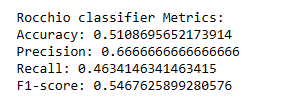 Rocchio classifier Metrics:
Accuracy: 0.5108695652173914
Precision: 0.6666666666666666
Recall: 0.4634146341463415
F1-score: 0.5467625899280576